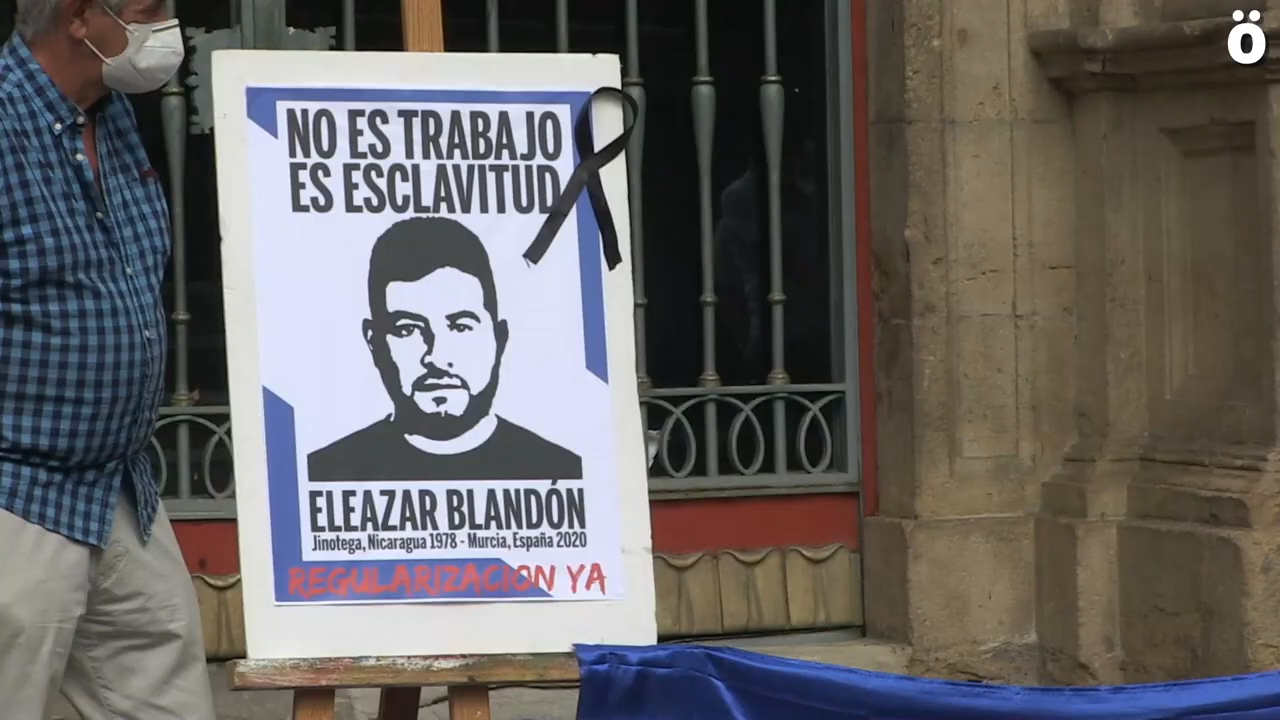 ö
NO ES TRABAJO
ES ESCLAVITUD
ELEAZAR BLANDÓN
Jinotega, Nicaragua 1978 - Murcia, España 2020
REGULARIZACION YA